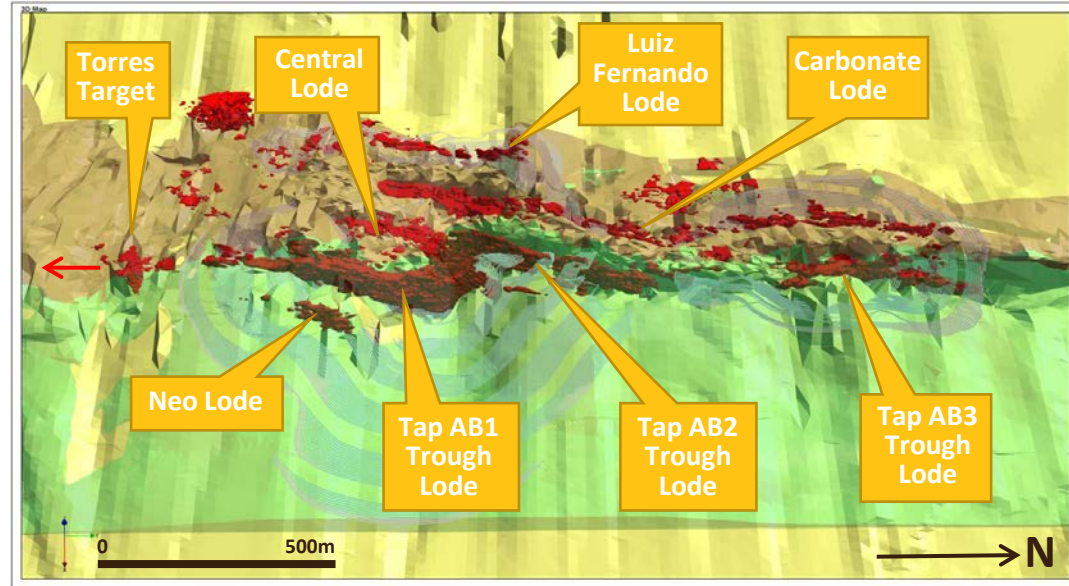 3D Map
Torres
Target
Central
Lode
Luiz
Fernando
Lode
Carbonate
Lode
Neo Lode
Tap AB1
Trough
Lode
Tap AB2
Trough
Lode
Tap AB3
Trough
Lode
0 500m
N